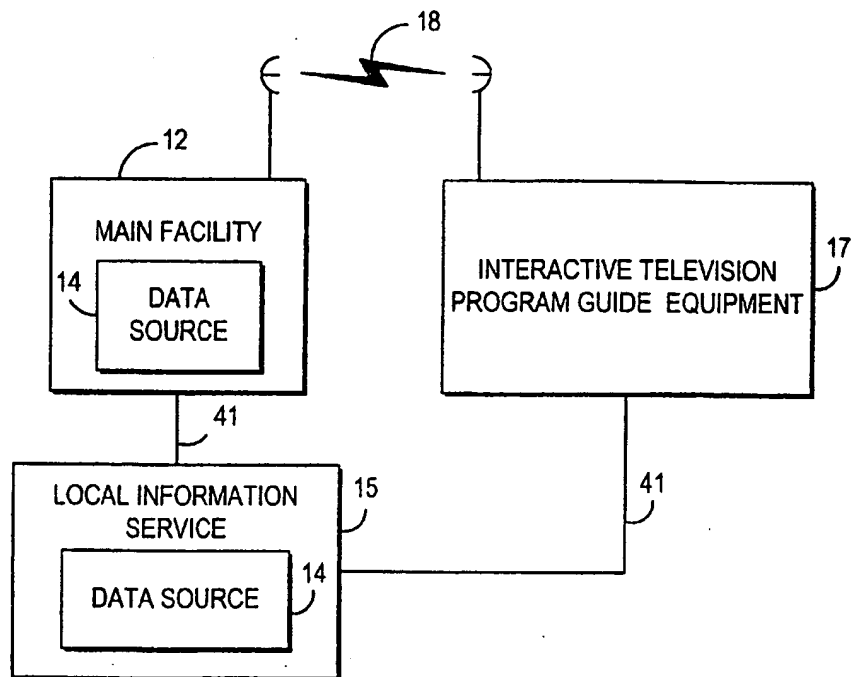 18
12
MAIN FACILITY
14
DATA
SOURCE
INTERACTIVE TELEVISION
PROGRAM GUIDE EQUIPMENT
17
41
LOCAL INFORMATION
SERVICE
15
DATA SOURCE
14
41